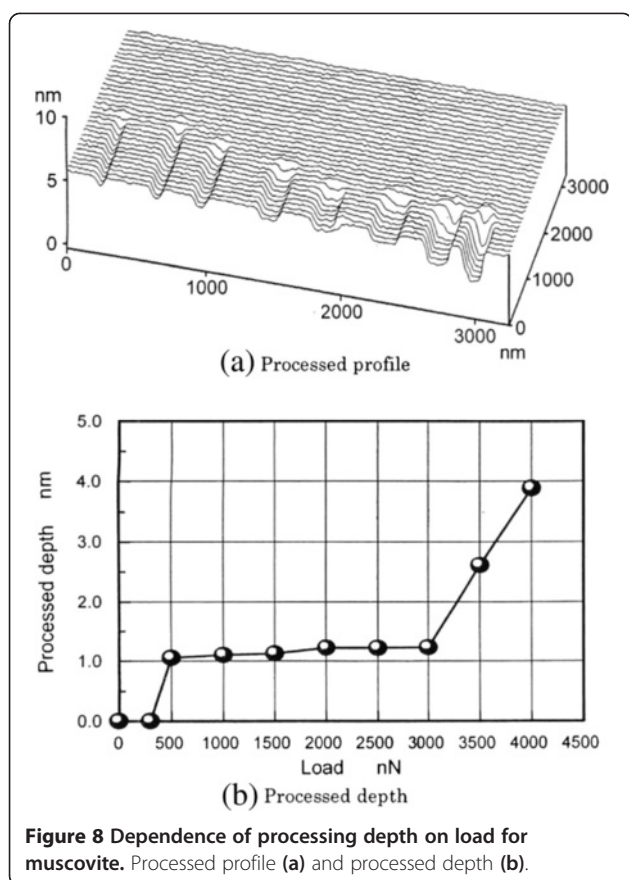 nm
10
5
0
0
1000
2000
3000
nm
0
1000
2000
3000
(a) Processed profile
5.0
4.0
3.0
2.0
1.0
0.0
Processed depth nm
0 500 1000 1500 2000 2500 3000 3500 4000 4500
Load nN
(b) Processed depth
Figure 8 Dependence of processing depth on load for
muscovite. Processed profile (a) and processed depth (b).